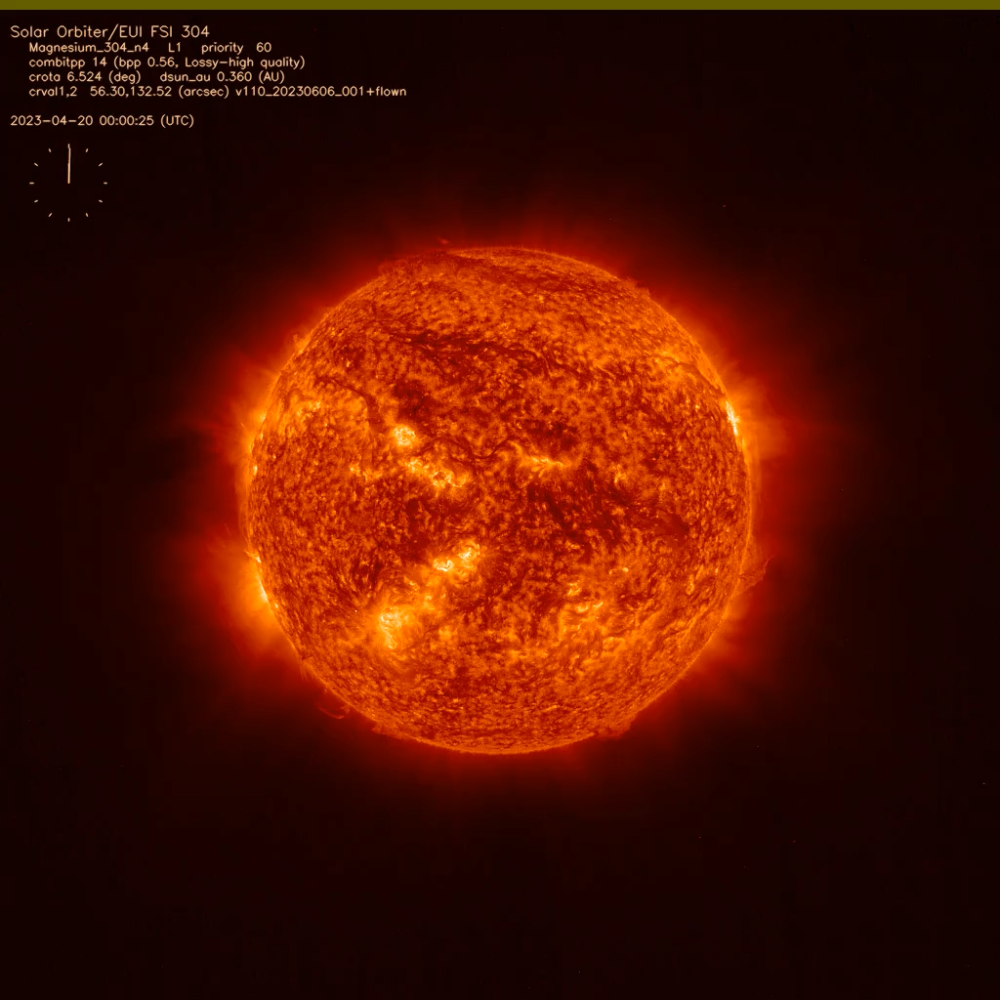 Solar Orbiter/EUI FSI 304
Magnesium_304_n4 L1 priority 60
combitpp 14 (bpp 0.56, Lossy-high quality)
crota 6.524 (deg) dsun_au 0.360 (AU)
crval1,2 56.30,132.52 (arcsec) v110_20230606_001+flown
2023-04-20 00:00:25 (UTC)